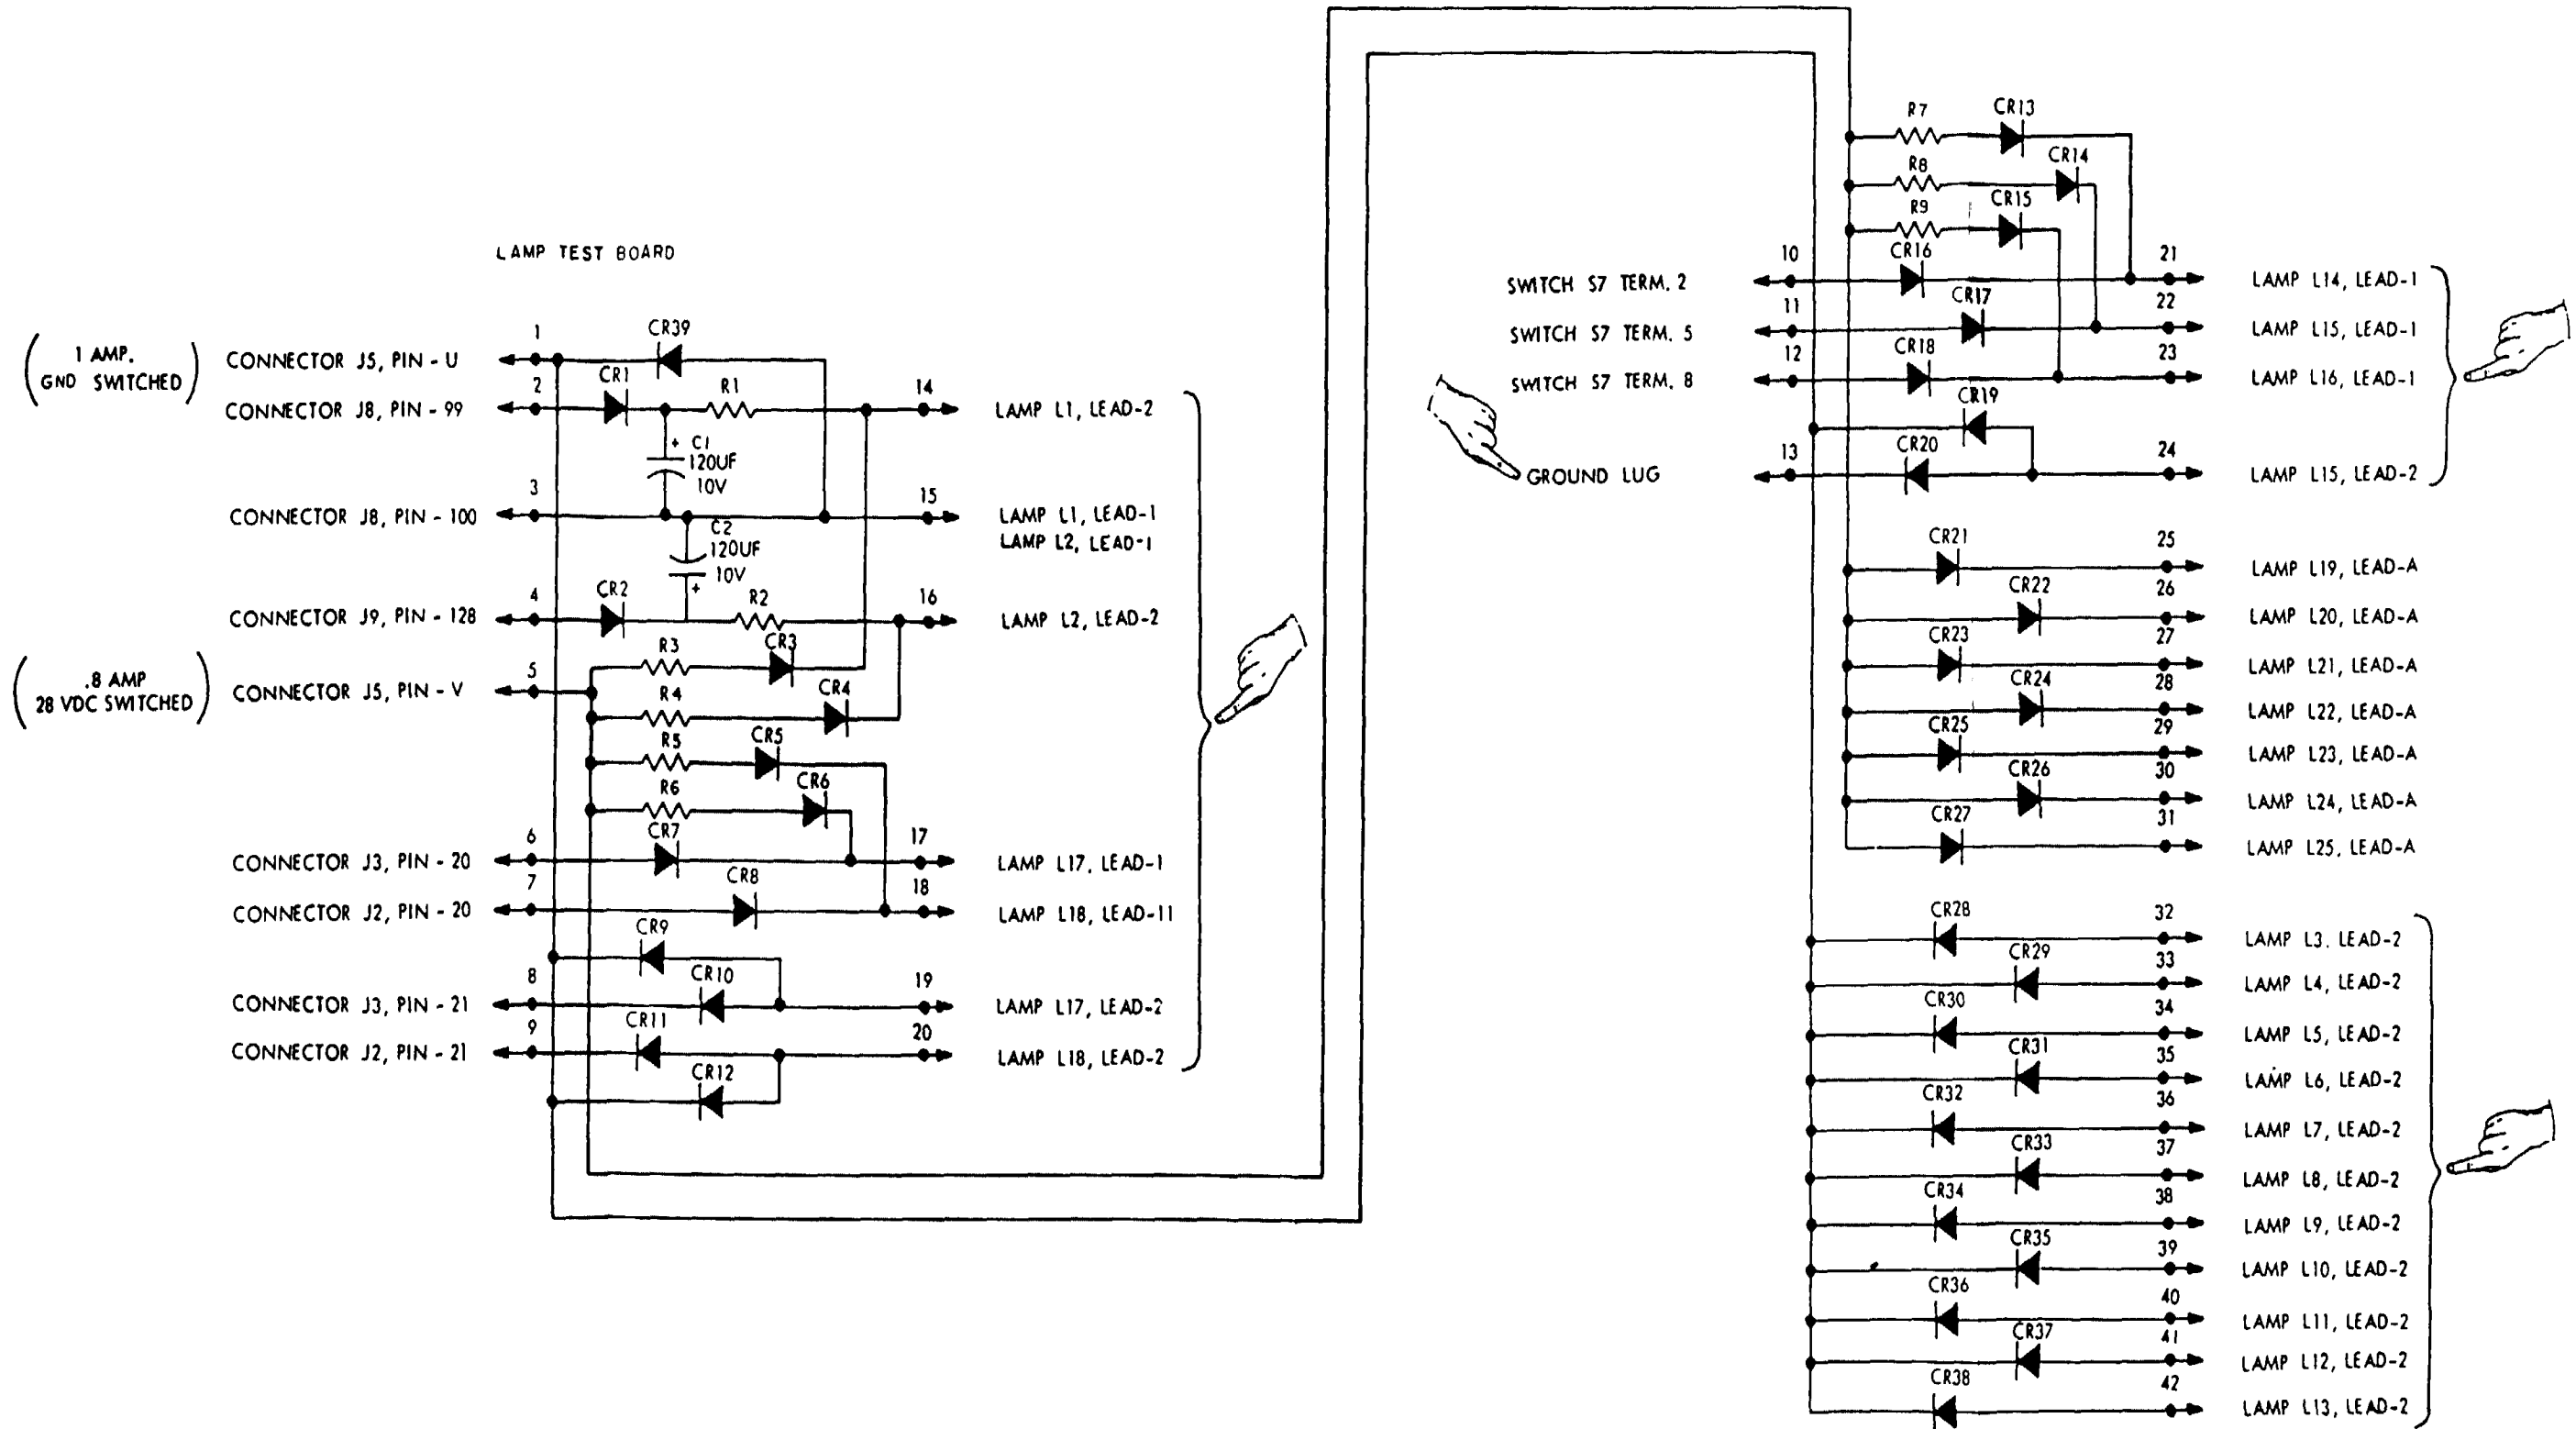 LAMP TEST BOARD
1 AMP.
GND SWITCHED
CONNECTOR J5, PIN - U
1
CR39
2
CONNECTOR J8, PIN - 99
CR1
R1
14
LAMP L1, LEAD-2
+ C1
120UF
10V
3
CONNECTOR J8, PIN - 100
15
LAMP L1, LEAD-1
LAMP L2, LEAD-1
C2
120UF
10V
+
4
CONNECTOR J9, PIN - 128
CR2
R2
16
LAMP L2, LEAD-2
.8 AMP
28 VDC SWITCHED
CONNECTOR J5, PIN - V
5
R3
CR3
R4
CR4
R5
CR5
R6
CR6
6
CONNECTOR J3, PIN - 20
CR7
17
LAMP L17, LEAD-1
7
CONNECTOR J2, PIN - 20
CR8
18
LAMP L18, LEAD-11
CR9
8
CONNECTOR J3, PIN - 21
CR10
19
LAMP L17, LEAD-2
9
CONNECTOR J2, PIN - 21
CR11
20
LAMP L18, LEAD-2
CR12
R7
CR13
R8
CR14
R9
CR15
SWITCH S7 TERM. 2
10
CR16
21
LAMP L14, LEAD-1
SWITCH S7 TERM. 5
11
CR17
22
LAMP L15, LEAD-1
SWITCH S7 TERM. 8
12
CR18
23
LAMP L16, LEAD-1
CR19
GROUND LUG
13
CR20
24
LAMP L15, LEAD-2
CR21
25
LAMP L19, LEAD-A
CR22
26
LAMP L20, LEAD-A
CR23
27
LAMP L21, LEAD-A
CR24
28
LAMP L22, LEAD-A
CR25
29
LAMP L23, LEAD-A
CR26
30
LAMP L24, LEAD-A
CR27
31
LAMP L25, LEAD-A
CR28
32
LAMP L3. LEAD-2
CR29
33
LAMP L4, LEAD-2
CR30
34
LAMP L5, LEAD-2
CR31
35
LAMP L6, LEAD-2
CR32
36
LAMP L7, LEAD-2
CR33
37
LAMP L8, LEAD-2
CR34
38
LAMP L9, LEAD-2
CR35
39
LAMP L10, LEAD-2
CR36
40
LAMP L11, LEAD-2
CR37
41
LAMP L12, LEAD-2
CR38
42
LAMP L13, LEAD-2